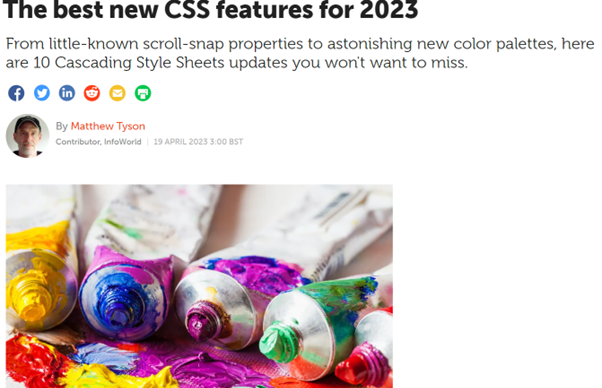 The best new CSS features for 2023
From little-known scroll-snap properties to astonishing new color palettes, here
are 10 Cascading Style Sheets updates you won't want to miss.
By Matthew Tyson
Contributor, InfoWorld | 19 APRIL 2023 3:00 BST